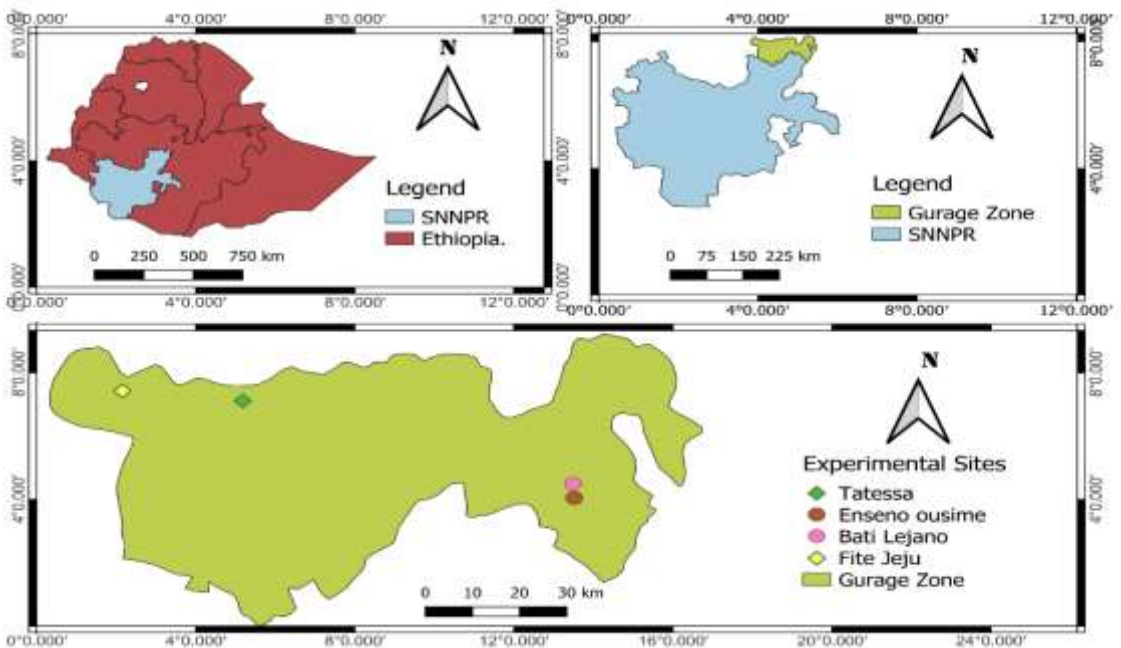 4°0.000' 8°0.000' 12°0.000'
8°0.000'
4°0.000'
0°0.000'
N
Legend
SNNPR
Ethiopia.
0 250 500 750 km
8°0.000'
4°0.000'
0°0.000'
0°0.000' 4°0.000' 8°0.000' 12°0.000'
4°0.000' 8°0.000' 12°0.000'
N
Legend
Gurage Zone
SNNPR
0 75 150 225 km
8°0.000'
4°0.000'
0°0.000' 4°0.000' 8°0.000' 12°0.000'
8°0.000'
4°0.000'
N
Experimental Sites
Tatessa
Enseno ousime
Bati Lejano
Fite Jeju
Gurage Zone
0 10 20 30 km
8°0.000'
4°0.000'
0°0.000' 4°0.000' 8°0.000' 12°0.000' 16°0.000' 20°0.000' 24°0.000'